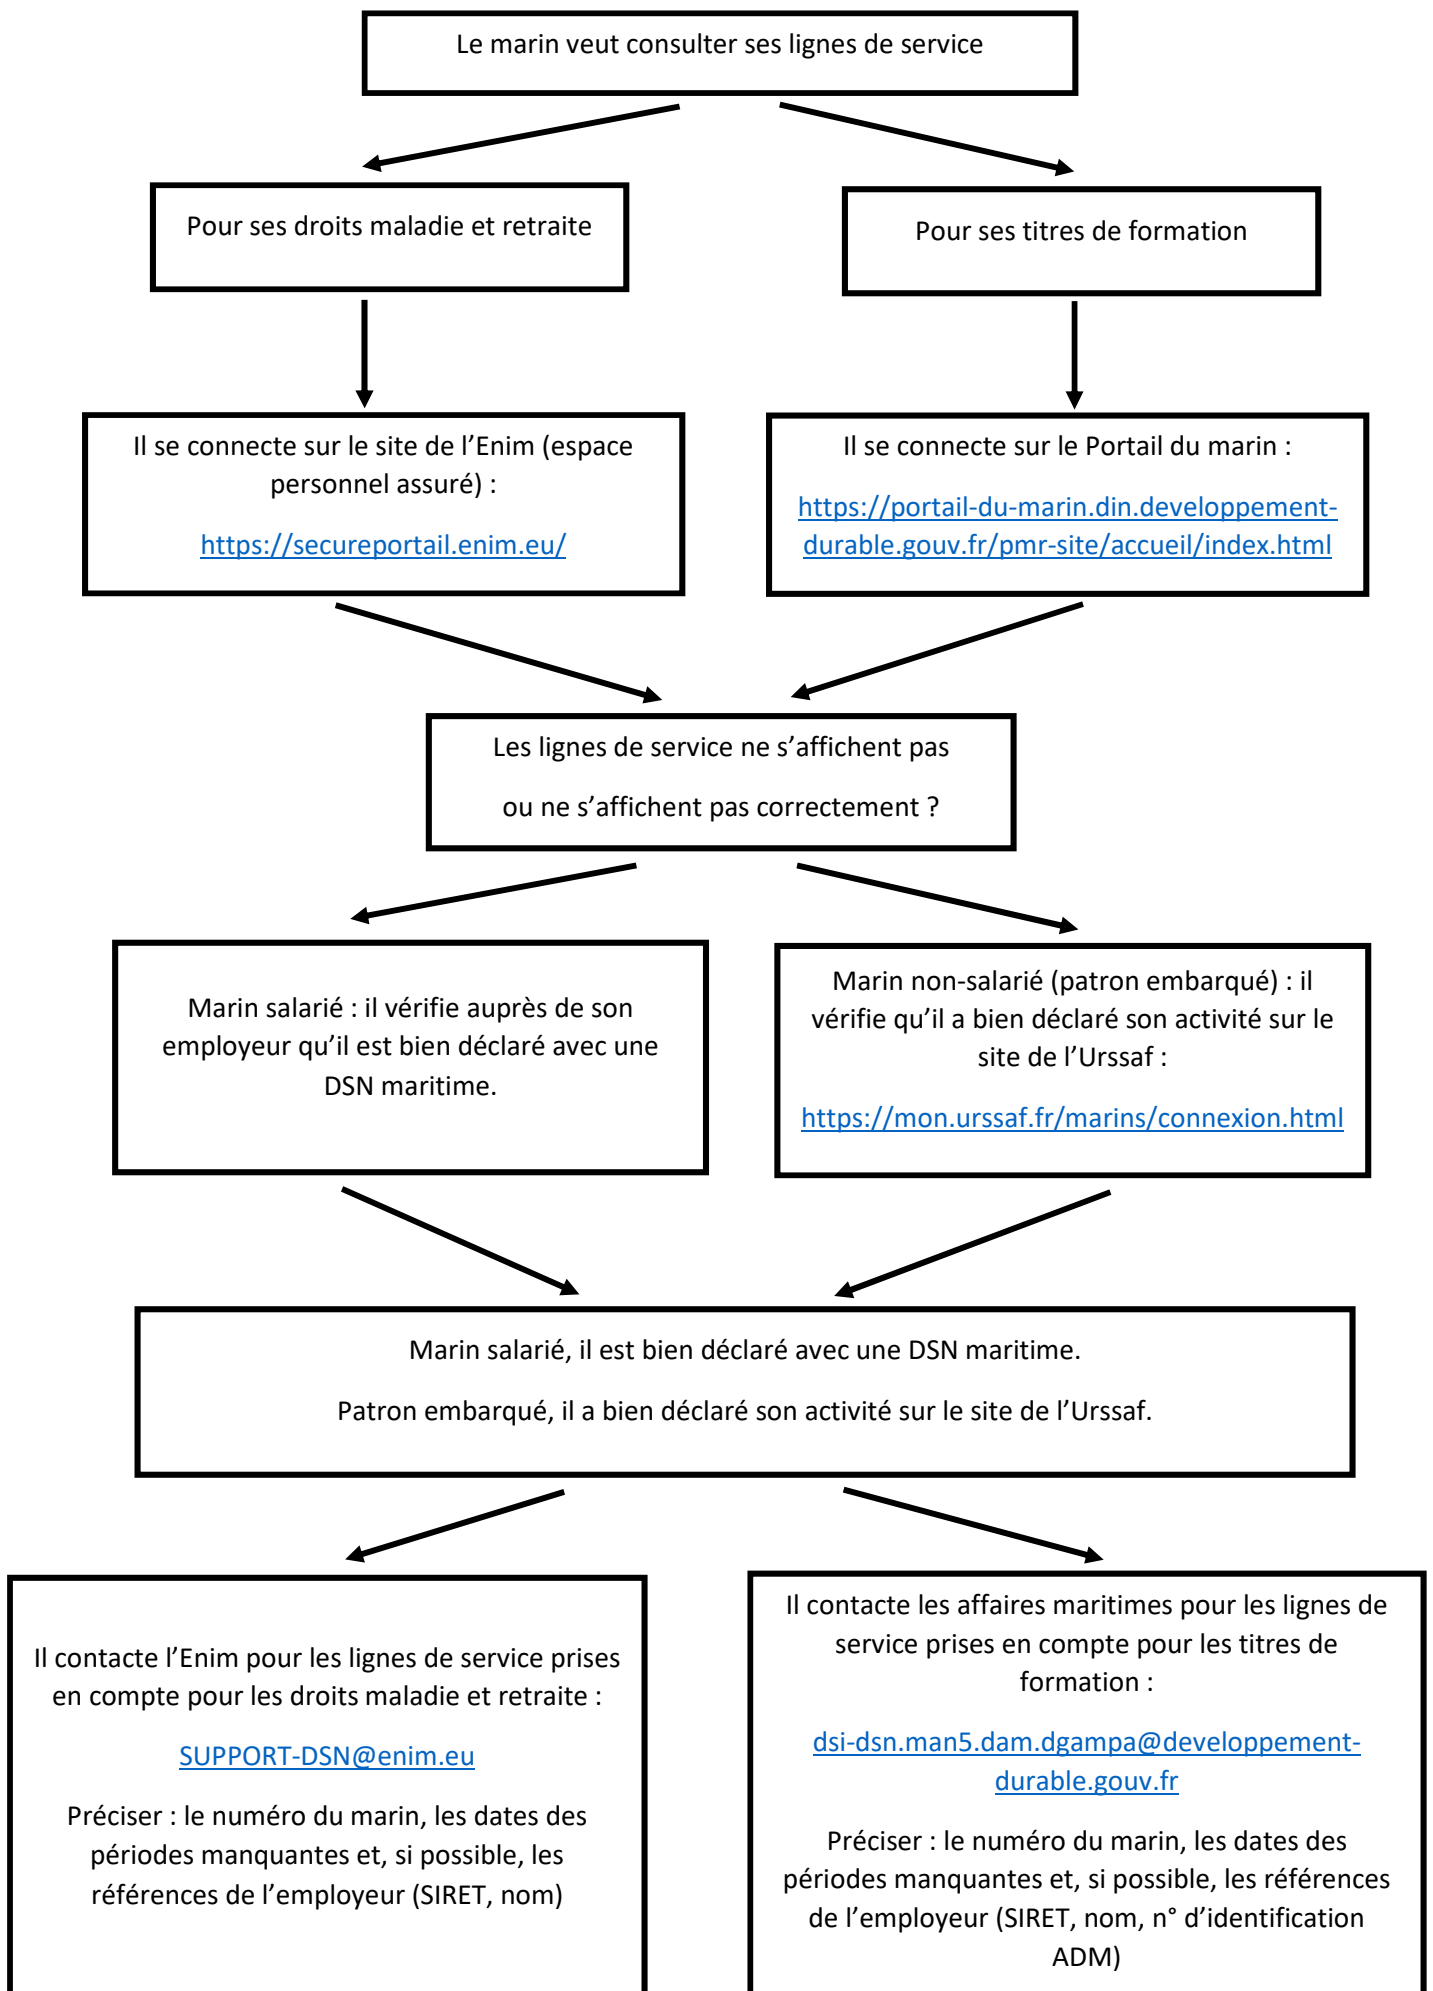 Le marin veut consulter ses lignes de service
Pour ses droits maladie et retraite
Pour ses titres de formation
Il se connecte sur le site de l’Enim (espace
personnel assuré) :
https://secureportail.enim.eu/
Il se connecte sur le Portail du marin :
https://portail-du-marin.din.developpement-
durable.gouv.fr/pmr-site/accueil/index.html
Les lignes de service ne s’affichent pas
ou ne s’affichent pas correctement ?
Marin salarié : il vérifie auprès de son
employeur qu’il est bien déclaré avec une
DSN maritime.
Marin non-salarié (patron embarqué) : il
vérifie qu’il a bien déclaré son activité sur le
site de l’Urssaf :
https://mon.urssaf.fr/marins/connexion.html
Marin salarié, il est bien déclaré avec une DSN maritime.
Patron embarqué, il a bien déclaré son activité sur le site de l’Urssaf.
Il contacte l’Enim pour les lignes de service prises
en compte pour les droits maladie et retraite :
SUPPORT-DSN@enim.eu
Préciser : le numéro du marin, les dates des
périodes manquantes et, si possible, les
références de l’employeur (SIRET, nom)
Il contacte les affaires maritimes pour les lignes de
service prises en compte pour les titres de
formation :
dsi-dsn.man5.dam.dgampa@developpement-
durable.gouv.fr
Préciser : le numéro du marin, les dates des
périodes manquantes et, si possible, les références
de l’employeur (SIRET, nom, n° d’identification
ADM)